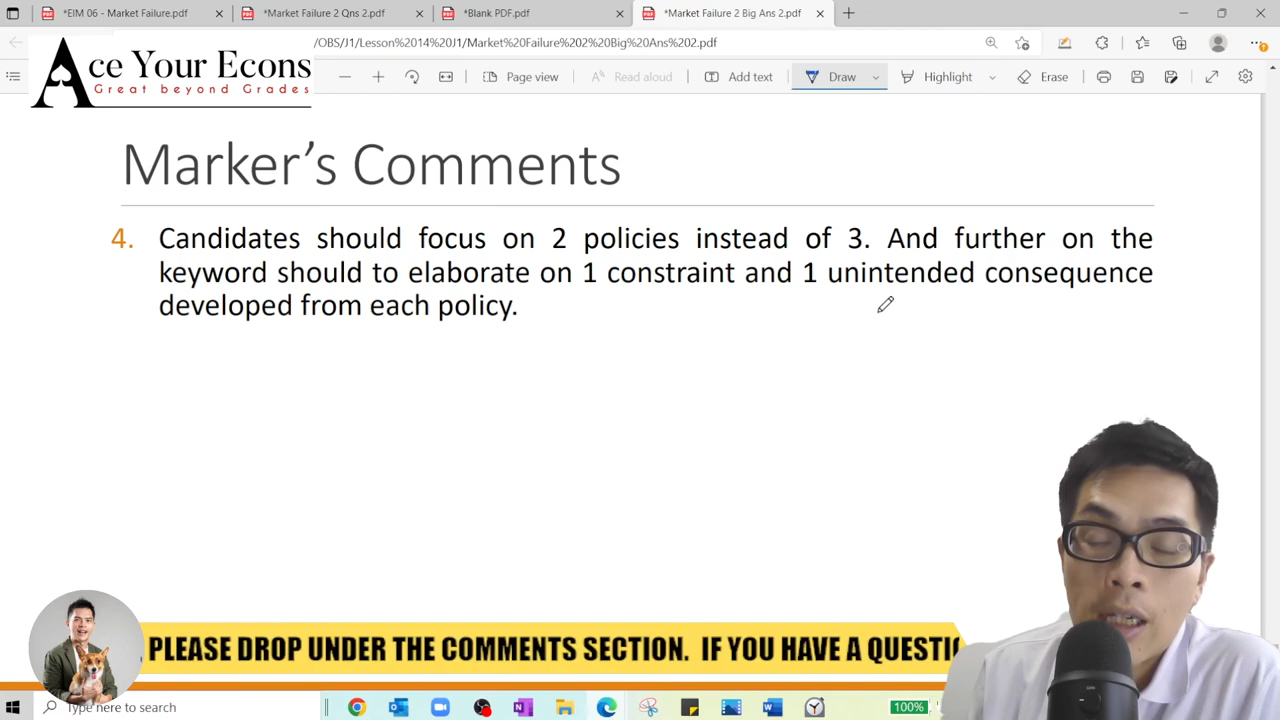 *EIM 06 - Market Failure.pdf
*Market Failure 2 Qns 2.pdf
*Blank PDF.pdf
*Market Failure 2 Big Ans 2.pdf
/OBS/J1/Lesson%2014%20J1/Market%20Failure%202%20Big%20Ans%202.pdf
Ace Your Econs
Great beyond Grades
Page view
Read aloud
Add text
Draw
Highlight
Erase
Marker's Comments
4. Candidates should focus on 2 policies instead of 3. And further on the
keyword should to elaborate on 1 constraint and 1 unintended consequence
developed from each policy.
PLEASE DROP UNDER THE COMMENTS SECTION. IF YOU HAVE A QUESTIO
Type here to search
100%